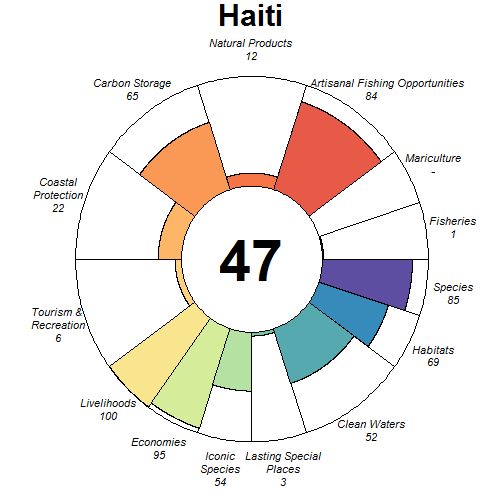 Haiti
Natural Products
12
Carbon Storage
65
Artisanal Fishing Opportunities
84
Mariculture
-
Coastal
Protection
22
Fisheries
1
47
Species
85
Tourism &
Recreation
6
Habitats
69
Livelihoods
100
Clean Waters
52
Economies
95
Iconic
Species
54
Lasting Special
Places
3